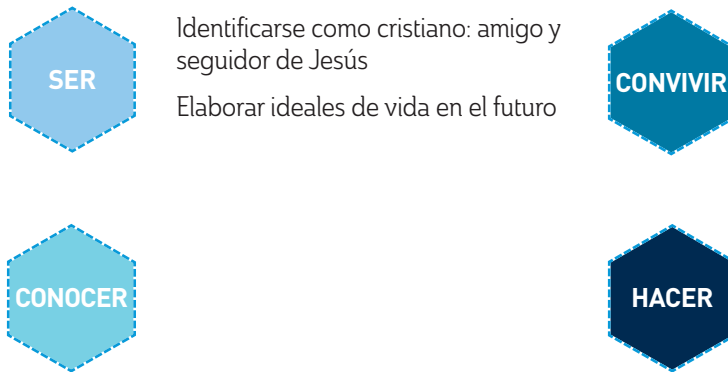 SER
Identificarse como cristiano: amigo y
seguidor de Jesús
Elaborar ideales de vida en el futuro
CONVIVIR
CONOCER
HACER